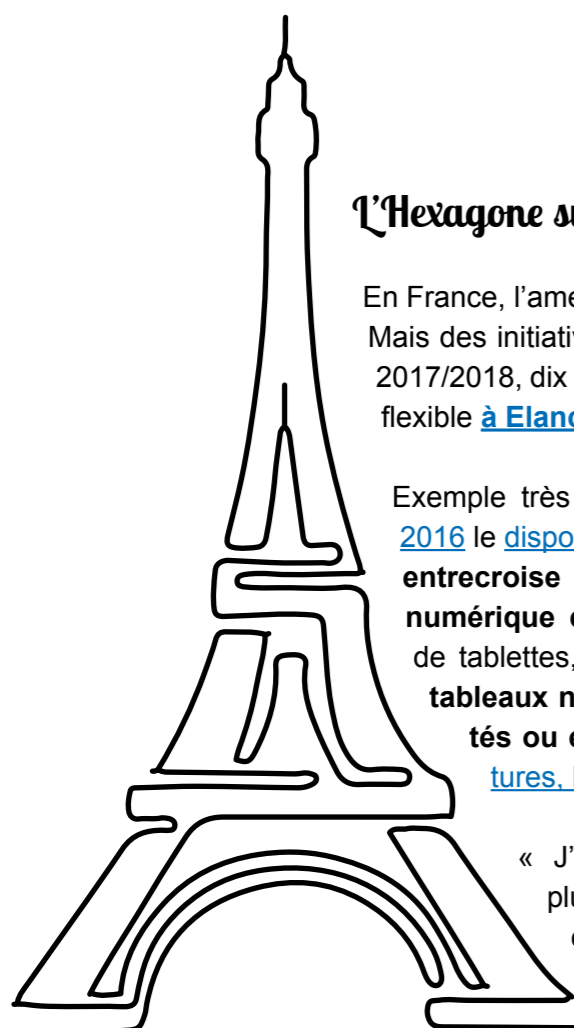 L'Hexagone
En France, l'amé
Mais des initiativ
2017/2018, dix
flexible à Elanc
Exemple très
2016 le dispo
entrecroise
numérique
de tablettes,
tableaux n
tés ou e
tures,
« J'
plu